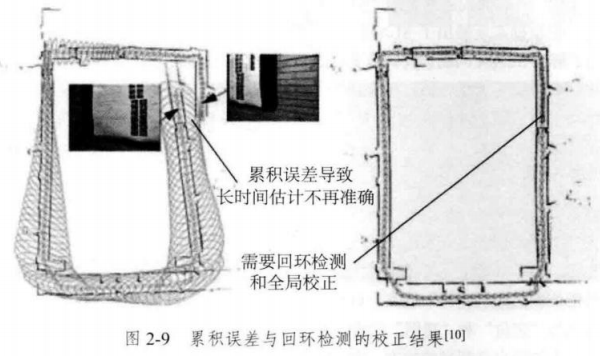 累积误差导致
长时间估计不再准确
需要回环检测
和全局校正
图 2-9 累积误差与回环检测的校正结果[10]